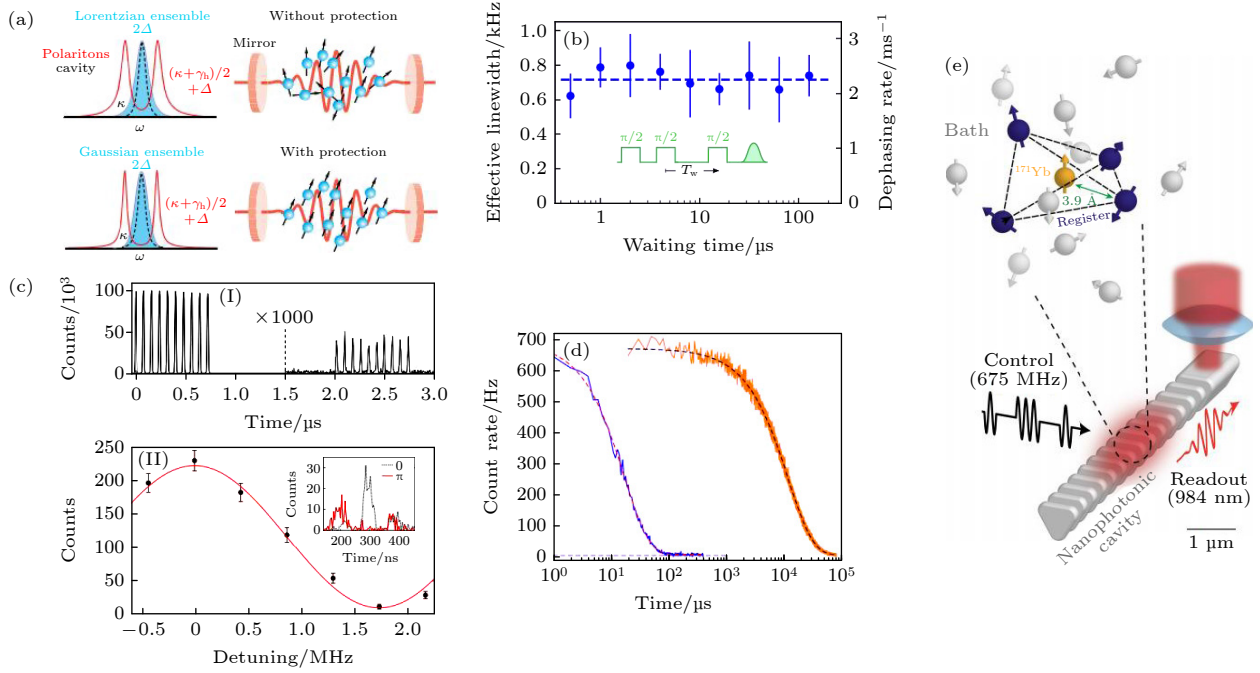 (a)
Lorentzian ensemble
2Δ
Polaritons
cavity
(κ+γh)/2
+Δ
κ
ω
Without protection
Mirror
Gaussian ensemble
2Δ
(κ+γh)/2
+Δ
κ
ω
With protection
(b)
Effective linewidth/kHz
1.0
0.8
0.6
0.4
0.2
0
Dephasing rate/ms⁻¹
3
2
1
0
π/2 π/2 π/2
Tw
1 10 100
Waiting time/μs
(c)
(I)
Counts/10³
100
50
0
×1000
0 0.5 1.0 1.5 2.0 2.5 3.0
Time/μs
(II)
Counts
250
200
150
100
50
0
−0.5 0 0.5 1.0 1.5 2.0
Detuning/MHz
Counts
30
20
10
0
0
π
200 300 400
Time/ns
(d)
Count rate/Hz
700
600
500
400
300
200
100
0
10⁰ 10¹ 10² 10³ 10⁴ 10⁵
Time/μs
(e)
Bath
¹⁷¹Yb
3.9 Å
Register
Control
(675 MHz)
Readout
(984 nm)
Nanophotonic
cavity
1 μm